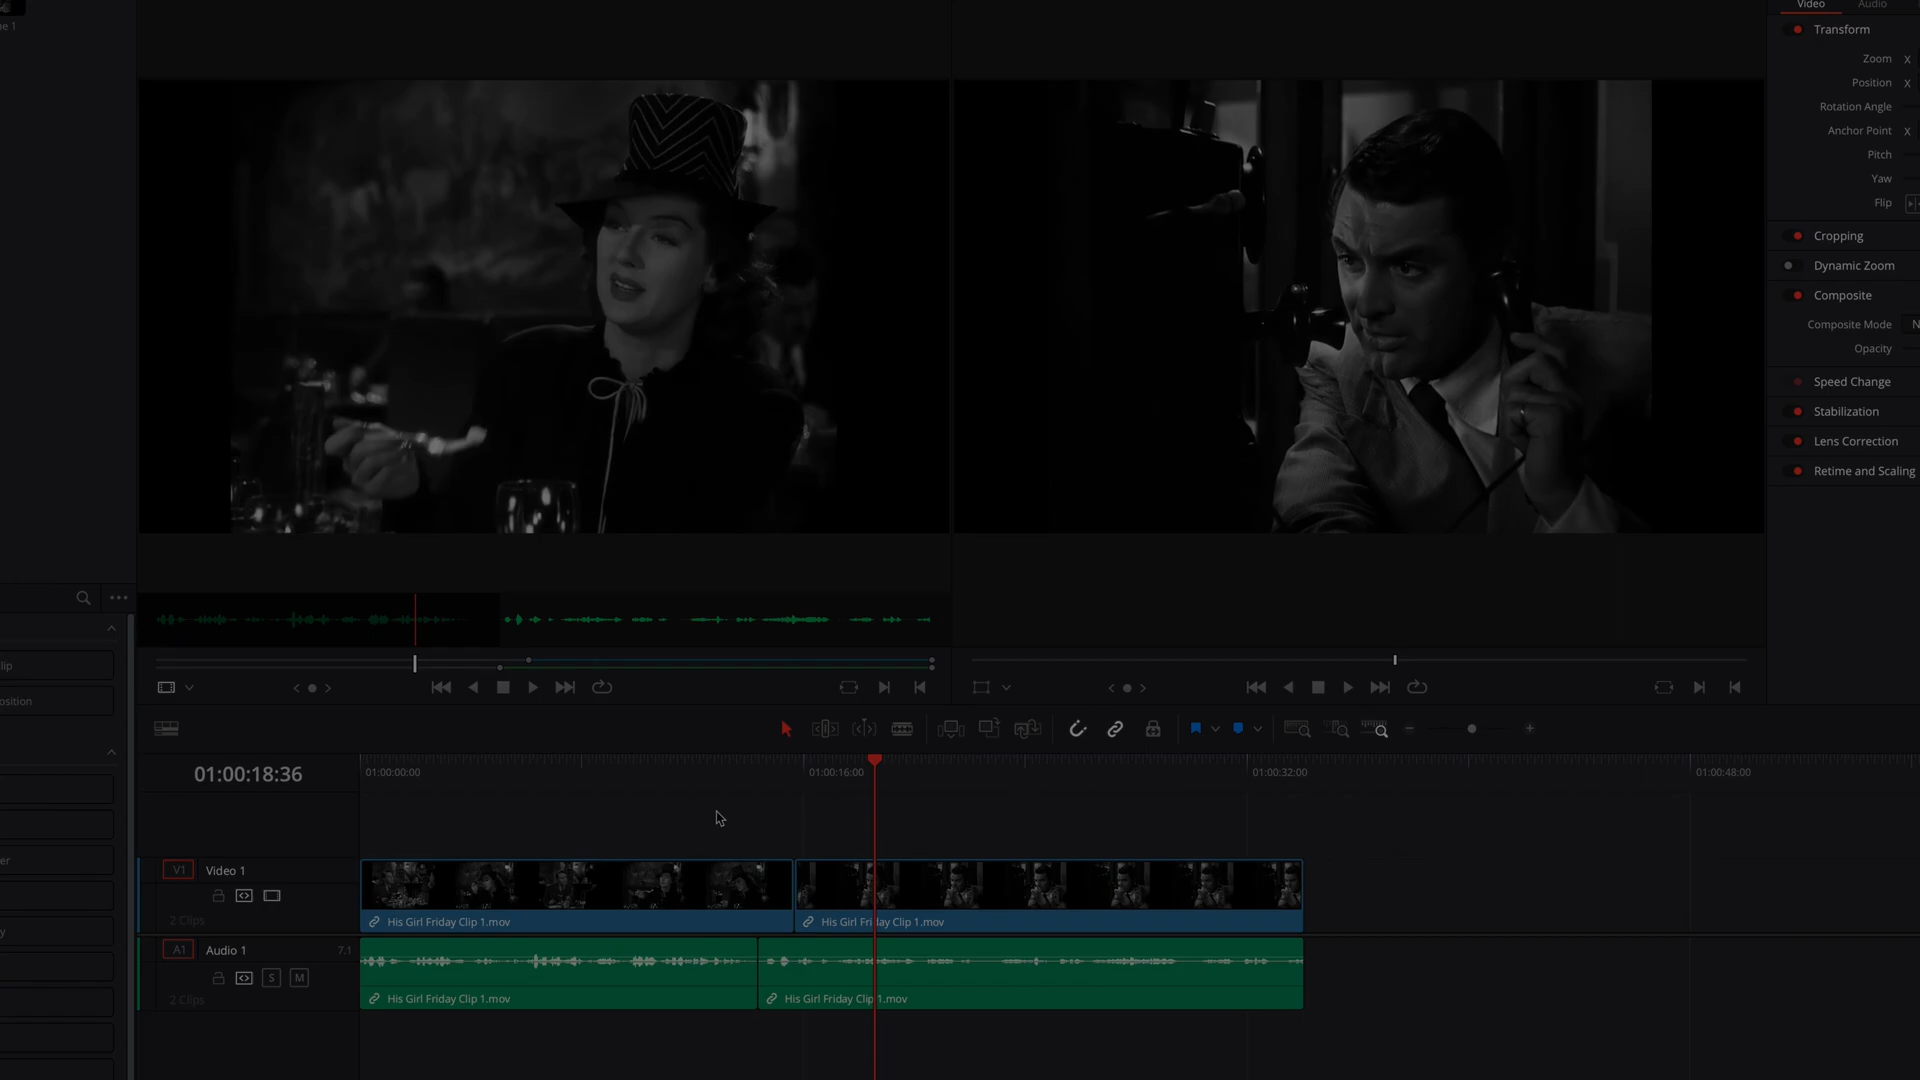 e 1
Video Audio
Transform
Zoom X
Position X
Rotation Angle
Anchor Point X
Pitch
Yaw
Flip
Cropping
Dynamic Zoom
Composite
Composite Mode N
Opacity
Speed Change
Stabilization
Lens Correction
Retime and Scaling
lip
osition
er
y
01:00:18:36
01:00:00:00
01:00:16:00
01:00:32:00
01:00:48:00
V1 Video 1
2 Clips
His Girl Friday Clip 1.mov
His Girl Friday Clip 1.mov
A1 Audio 1 7.1
S M
2 Clips
His Girl Friday Clip 1.mov
His Girl Friday Clip 1.mov